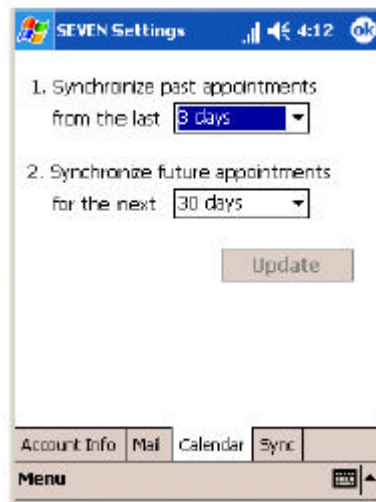 SEVEN Settings 4:12 ok
1. Synchronize past appointments
from the last 3 days
2. Synchronize future appointments
for the next 30 days
Update
Account Info Mail Calendar Sync
Menu